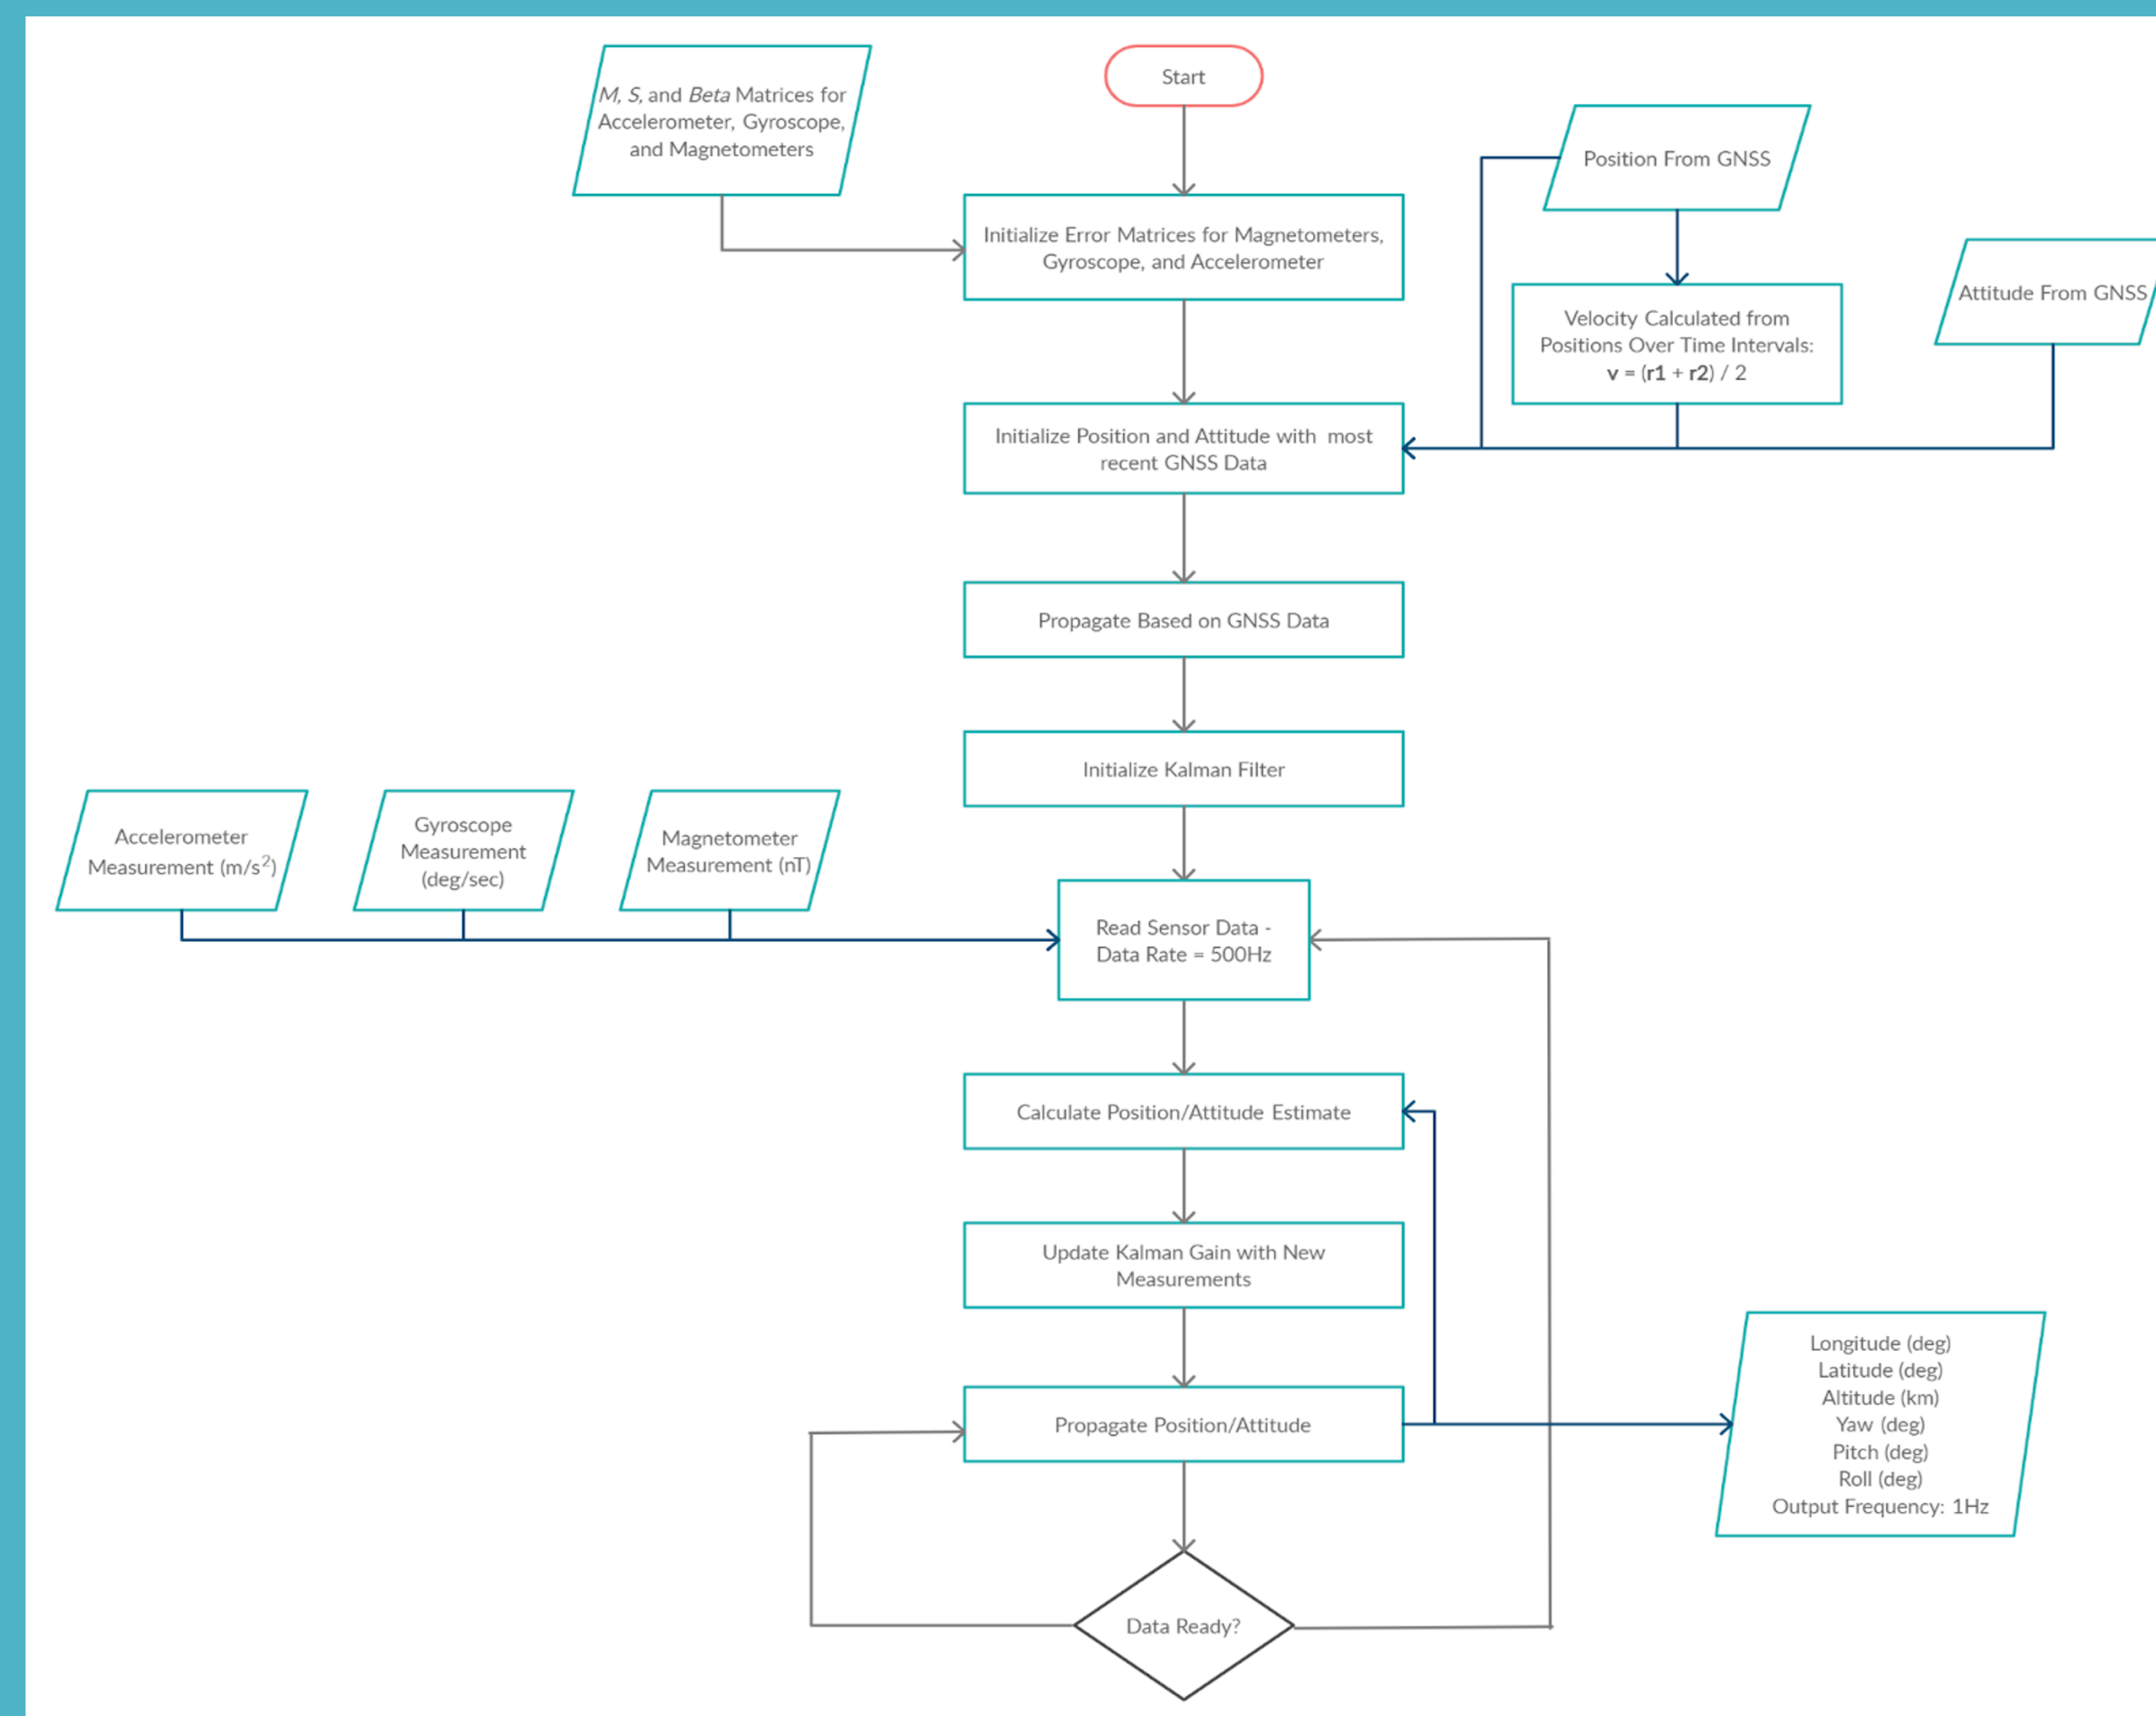 Start
M, S, and Beta Matrices for
Accelerometer, Gyroscope,
and Magnetometers
Position From GNSS
Initialize Error Matrices for Magnetometers,
Gyroscope, and Accelerometer
Attitude From GNSS
Velocity Calculated from
Positions Over Time Intervals:
v = (r1 + r2) / 2
Initialize Position and Attitude with most
recent GNSS Data
Propagate Based on GNSS Data
Initialize Kalman Filter
Accelerometer
Measurement (m/s²)
Gyroscope
Measurement
(deg/sec)
Magnetometer
Measurement (nT)
Read Sensor Data -
Data Rate = 500Hz
Calculate Position/Attitude Estimate
Update Kalman Gain with New
Measurements
Propagate Position/Attitude
Longitude (deg)
Latitude (deg)
Altitude (km)
Yaw (deg)
Pitch (deg)
Roll (deg)
Output Frequency: 1Hz
Data Ready?